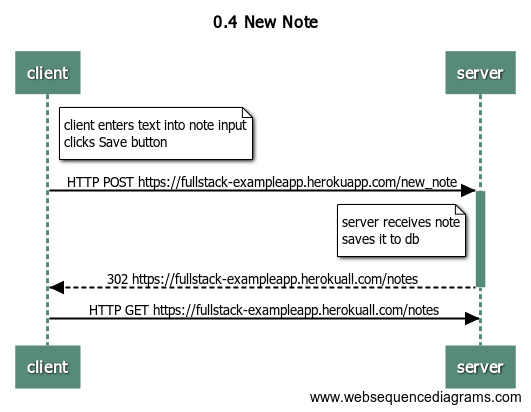 0.4 New Note
client
server
client enters text into note input
clicks Save button
HTTP POST https://fullstack-exampleapp.herokuapp.com/new_note
server receives note
saves it to db
302 https://fullstack-exampleapp.herokuall.com/notes
HTTP GET https://fullstack-exampleapp.herokuall.com/notes
client
server
www.websequencediagrams.com